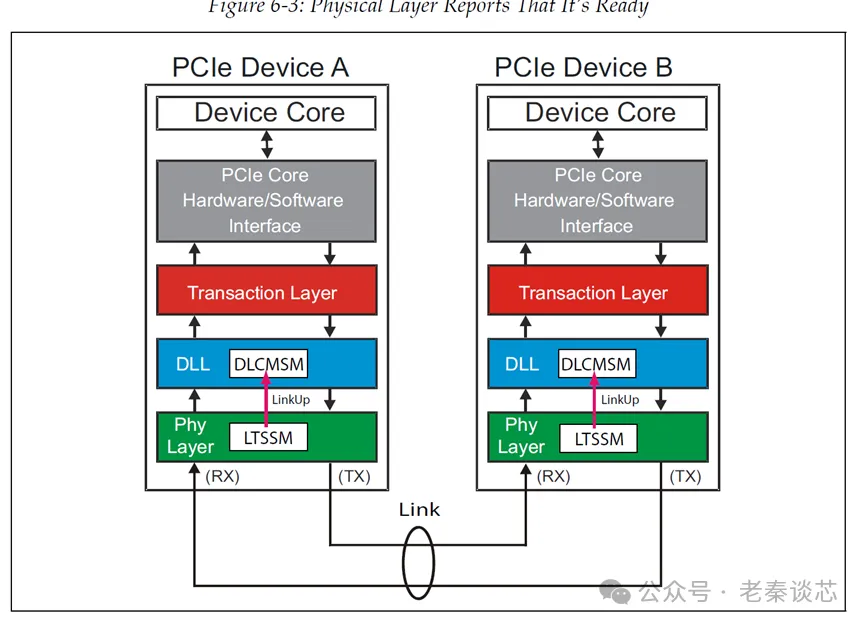 Figure 6-3: Physical Layer Reports That It's Ready
PCIe Device A
Device Core
PCIe Core
Hardware/Software
Interface
Transaction Layer
DLL
DLCMSM
LinkUp
Phy
Layer
LTSSM
(RX)
(TX)
PCIe Device B
Device Core
PCIe Core
Hardware/Software
Interface
Transaction Layer
DLL
DLCMSM
LinkUp
Phy
Layer
LTSSM
(RX)
(TX)
Link
公众号 · 老秦谈芯